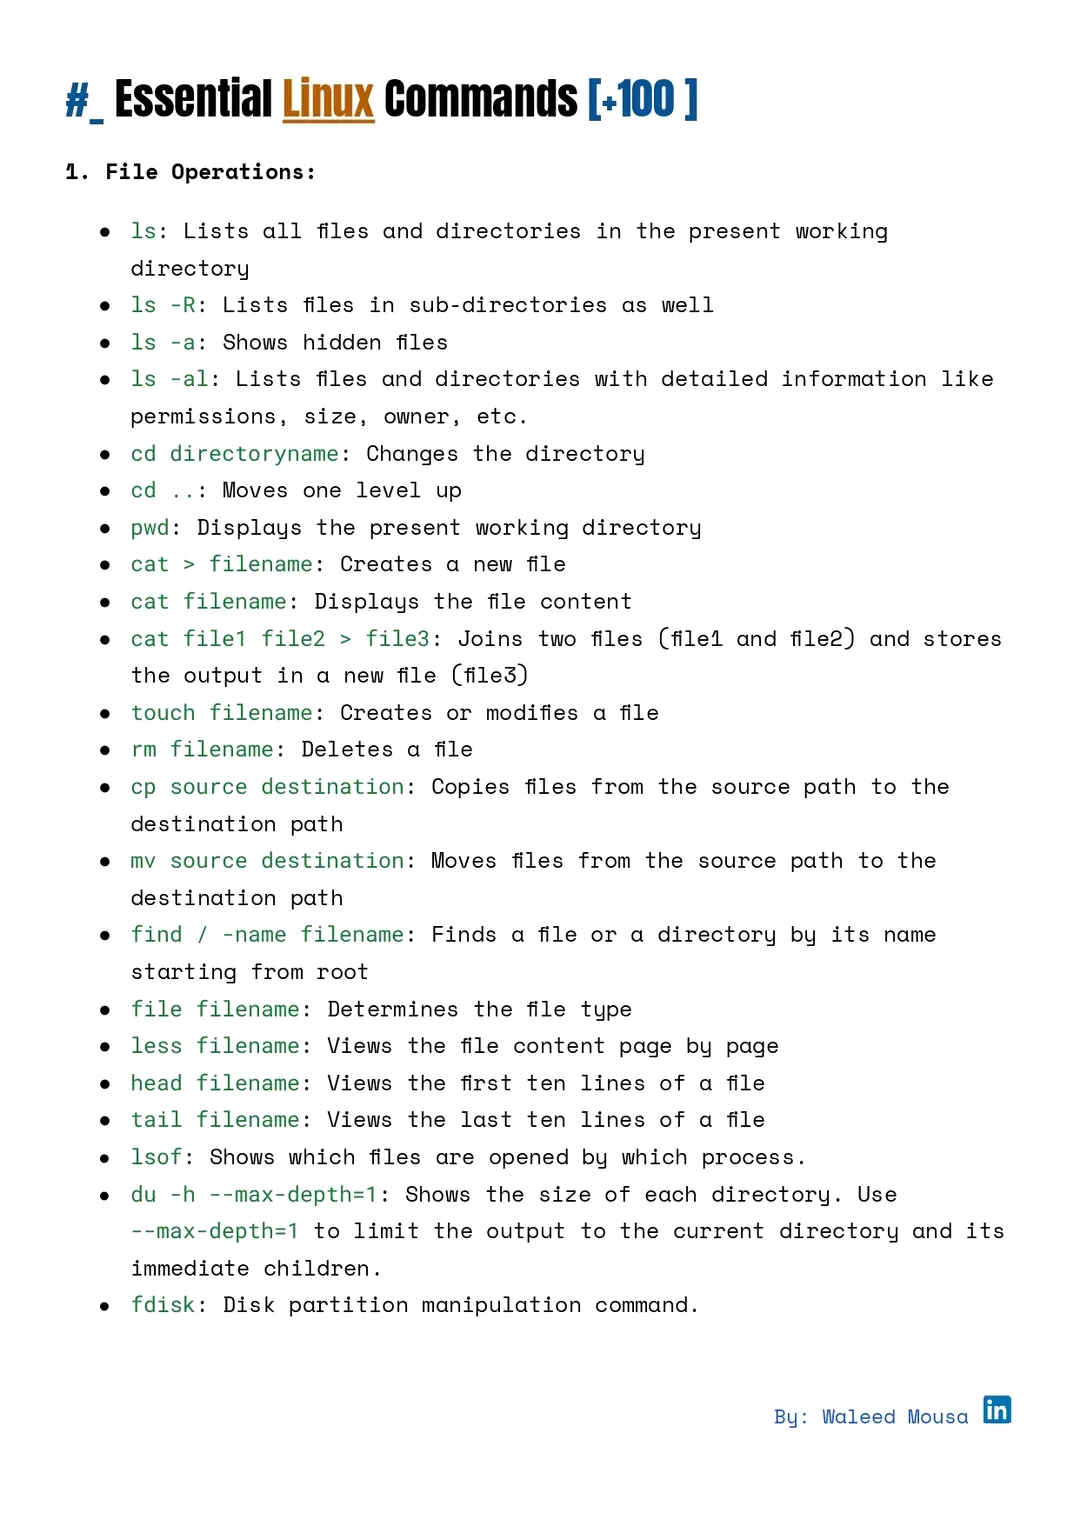 #_ Essential Linux Commands [+100 ]
1. File Operations:
● ls: Lists all files and directories in the present working
directory
● ls -R: Lists files in sub-directories as well
● ls -a: Shows hidden files
● ls -al: Lists files and directories with detailed information like
permissions, size, owner, etc.
● cd directoryname: Changes the directory
● cd ..: Moves one level up
● pwd: Displays the present working directory
● cat > filename: Creates a new file
● cat filename: Displays the file content
● cat file1 file2 > file3: Joins two files (file1 and file2) and stores
the output in a new file (file3)
● touch filename: Creates or modifies a file
● rm filename: Deletes a file
● cp source destination: Copies files from the source path to the
destination path
● mv source destination: Moves files from the source path to the
destination path
● find / -name filename: Finds a file or a directory by its name
starting from root
● file filename: Determines the file type
● less filename: Views the file content page by page
● head filename: Views the first ten lines of a file
● tail filename: Views the last ten lines of a file
● lsof: Shows which files are opened by which process.
● du -h --max-depth=1: Shows the size of each directory. Use
--max-depth=1 to limit the output to the current directory and its
immediate children.
● fdisk: Disk partition manipulation command.
By: Waleed Mousa in